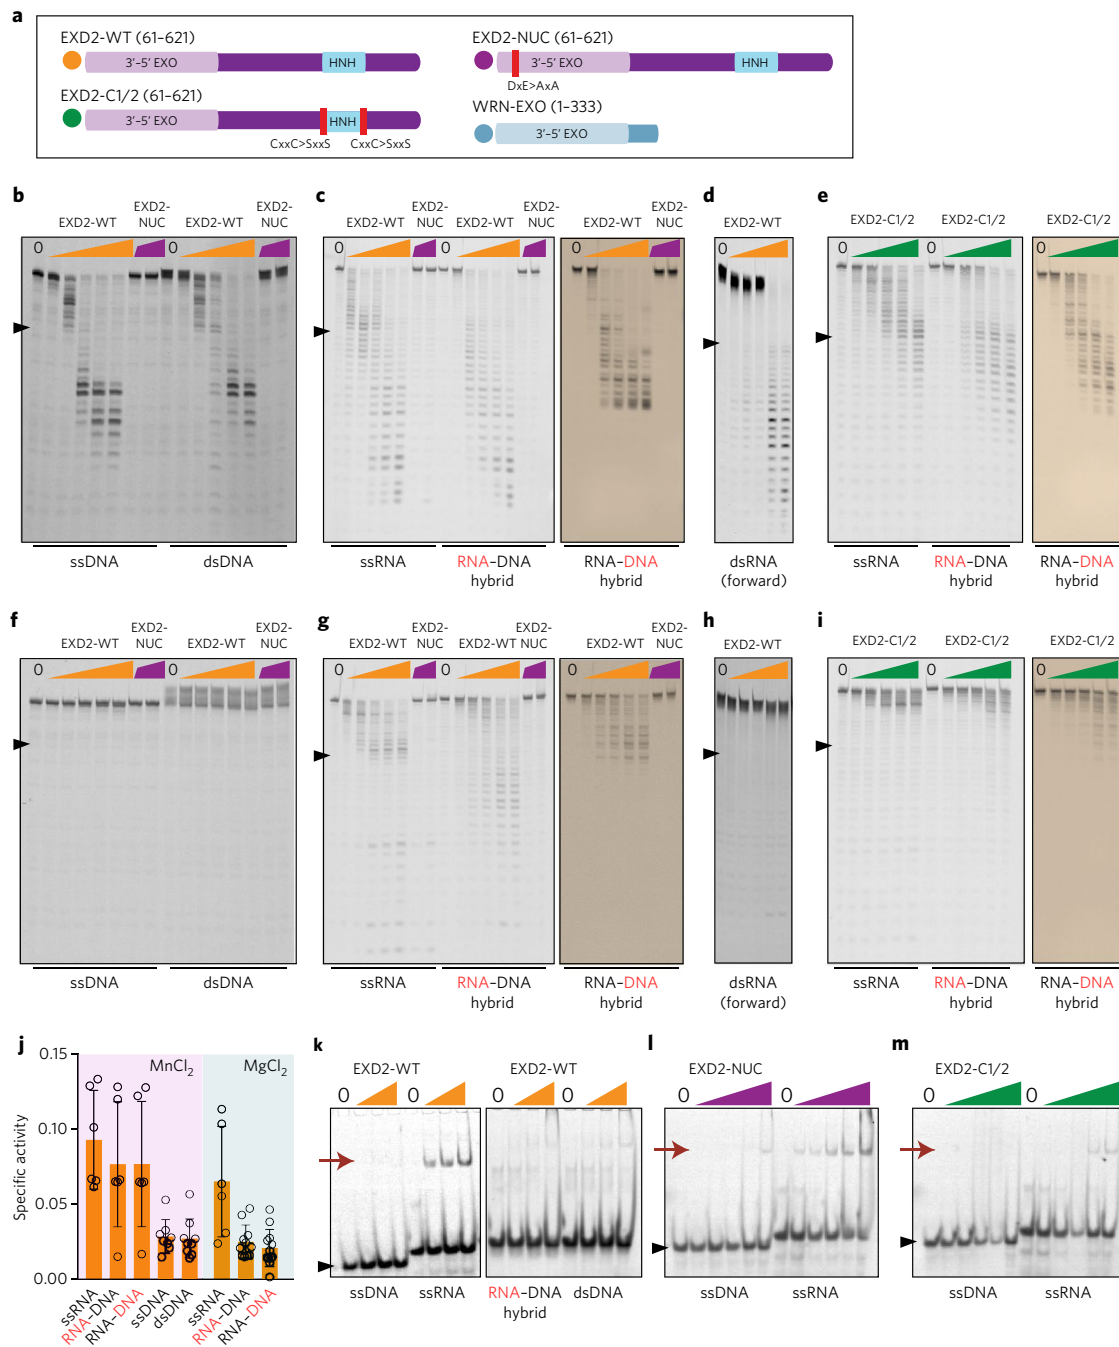 a
EXD2-WT (61–621)
3′–5′ EXO
HNH
EXD2-NUC (61–621)
3′–5′ EXO
HNH
DxE>AxA
EXD2-C1/2 (61–621)
3′–5′ EXO
HNH
CxxC>SxxS
CxxC>SxxS
WRN-EXO (1–333)
3′–5′ EXO
b
EXD2-WT
EXD2-
NUC
EXD2-WT
EXD2-
NUC
0
0
ssDNA
dsDNA
c
EXD2-WT
EXD2-
NUC
EXD2-WT
EXD2-
NUC
EXD2-WT
EXD2-
NUC
0
0
0
ssRNA
RNA–DNA
hybrid
RNA–DNA
hybrid
d
EXD2-WT
0
dsRNA
(forward)
e
EXD2-C1/2
EXD2-C1/2
EXD2-C1/2
0
0
0
ssRNA
RNA–DNA
hybrid
RNA–DNA
hybrid
f
EXD2-WT
EXD2-
NUC
EXD2-WT
EXD2-
NUC
0
0
ssDNA
dsDNA
g
EXD2-WT
EXD2-
NUC
EXD2-WT
EXD2-
NUC
EXD2-WT
EXD2-
NUC
0
0
0
ssRNA
RNA–DNA
hybrid
RNA–DNA
hybrid
h
EXD2-WT
0
dsRNA
(forward)
i
EXD2-C1/2
EXD2-C1/2
EXD2-C1/2
0
0
0
ssRNA
RNA–DNA
hybrid
RNA–DNA
hybrid
j
MnCl2
MgCl2
Specific activity
0.15
0.10
0.05
0.00
ssRNA
RNA–DNA
RNA–DNA
ssDNA
dsDNA
ssRNA
RNA–DNA
RNA–DNA
k
EXD2-WT
EXD2-WT
0
0
0
0
ssDNA
ssRNA
RNA–DNA
hybrid
dsDNA
l
EXD2-NUC
0
0
ssDNA
ssRNA
m
EXD2-C1/2
0
0
ssDNA
ssRNA